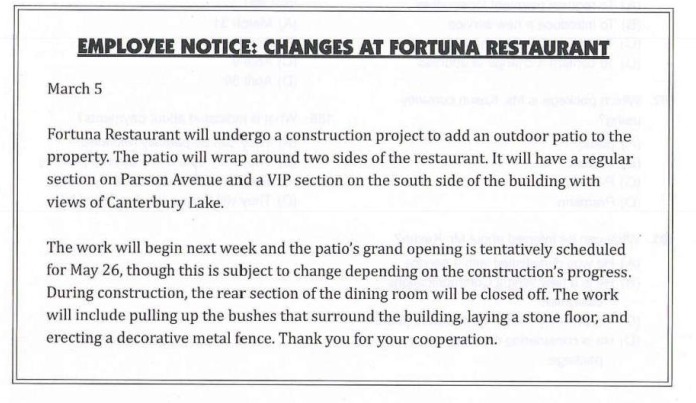 EMPLOYEE NOTICE: CHANGES AT FORTUNA RESTAURANT
March 5
Fortuna Restaurant will undergo a construction project to add an outdoor patio to the
property. The patio will wrap around two sides of the restaurant. It will have a regular
section on Parson Avenue and a VIP section on the south side of the building with
views of Canterbury Lake.
The work will begin next week and the patio's grand opening is tentatively scheduled
for May 26, though this is subject to change depending on the construction's progress.
During construction, the rear section of the dining room will be closed off. The work
will include pulling up the bushes that surround the building, laying a stone floor, and
erecting a decorative metal fence. Thank you for your cooperation.